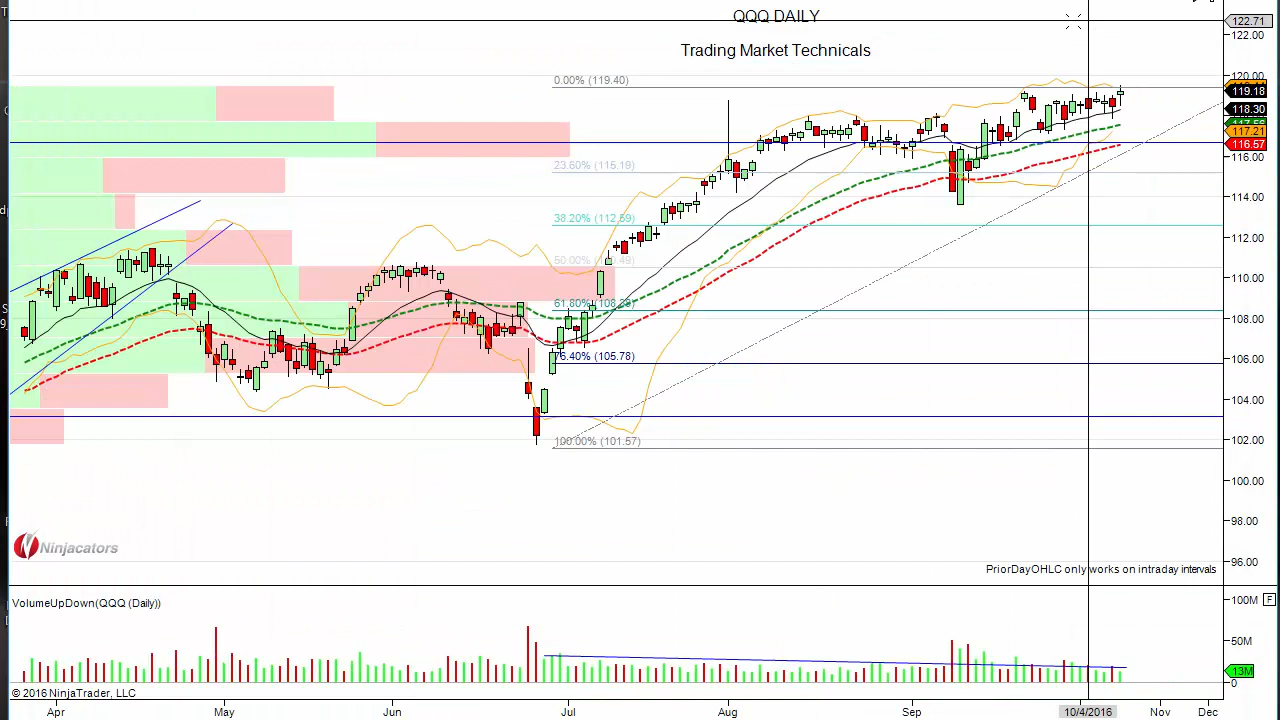 QQQ DAILY
Trading Market Technicals
122.71
122.00
120.00
119.18
118.30
117.21
116.57
116.00
114.00
112.00
110.00
108.00
106.00
104.00
102.00
100.00
98.00
96.00
0.00% (119.40)
23.60% (115.19)
38.20% (112.59)
61.80% (108.38)
76.40% (105.78)
100.00% (101.57)
Ninjacators
PriorDayOHLC only works on intraday intervals
VolumeUpDown(QQQ (Daily))
100M
F
50M
13M
0
© 2016 NinjaTrader, LLC
Apr May Jun Jul Aug Sep 10/4/2016 Nov Dec